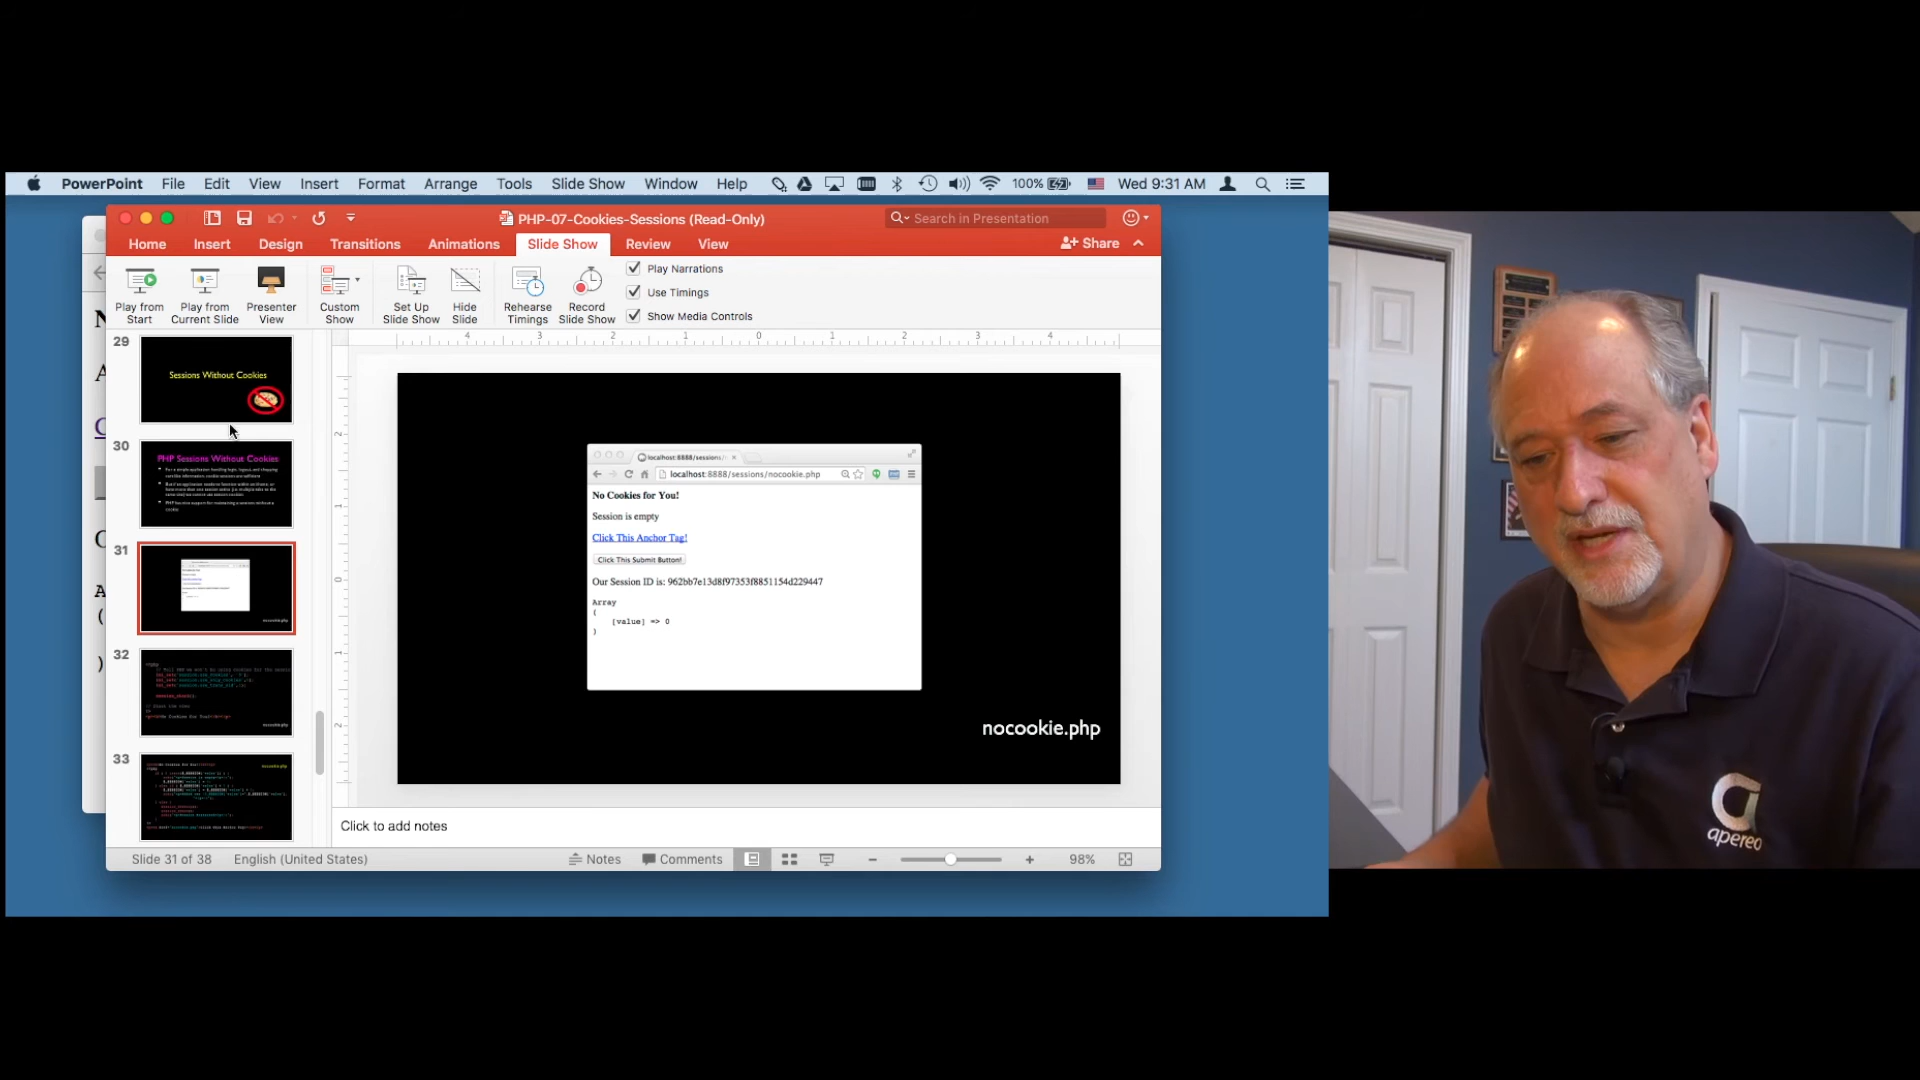 PowerPoint File Edit View Insert Format Arrange Tools Slide Show Window Help 100% Wed 9:31 AM
PHP-07-Cookies-Sessions (Read-Only)
Search in Presentation
Home Insert Design Transitions Animations Slide Show Review View
Share
Play from Start
Play from Current Slide
Presenter View
Custom Show
Set Up Slide Show
Hide Slide
Rehearse Timings
Record Slide Show
Play Narrations
Use Timings
Show Media Controls
29
Sessions Without Cookies
30
PHP Sessions Without Cookies
31
32
33
localhost:8888/sessions/
localhost:8888/sessions/nocookie.php
No Cookies for You!
Session is empty
Click This Anchor Tag!
Click This Submit Button!
Our Session ID is: 962bb7e13d8f97353f8851154d229447
Array
(
[value] => 0
)
nocookie.php
Click to add notes
Slide 31 of 38 English (United States) Notes Comments 98%
apereo